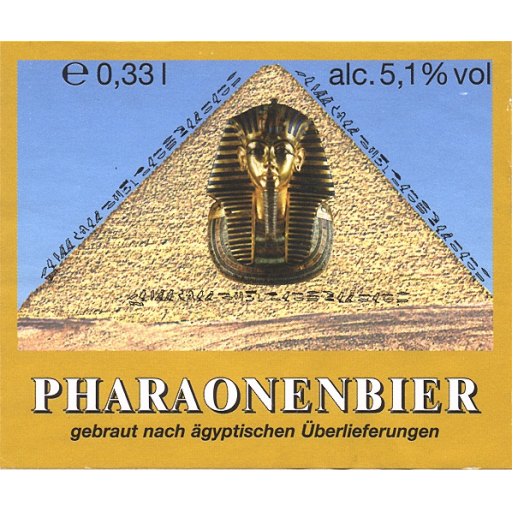 ℮ 0,33 l alc. 5,1% vol
PHARAONENBIER
gebraut nach ägyptischen Überlieferungen